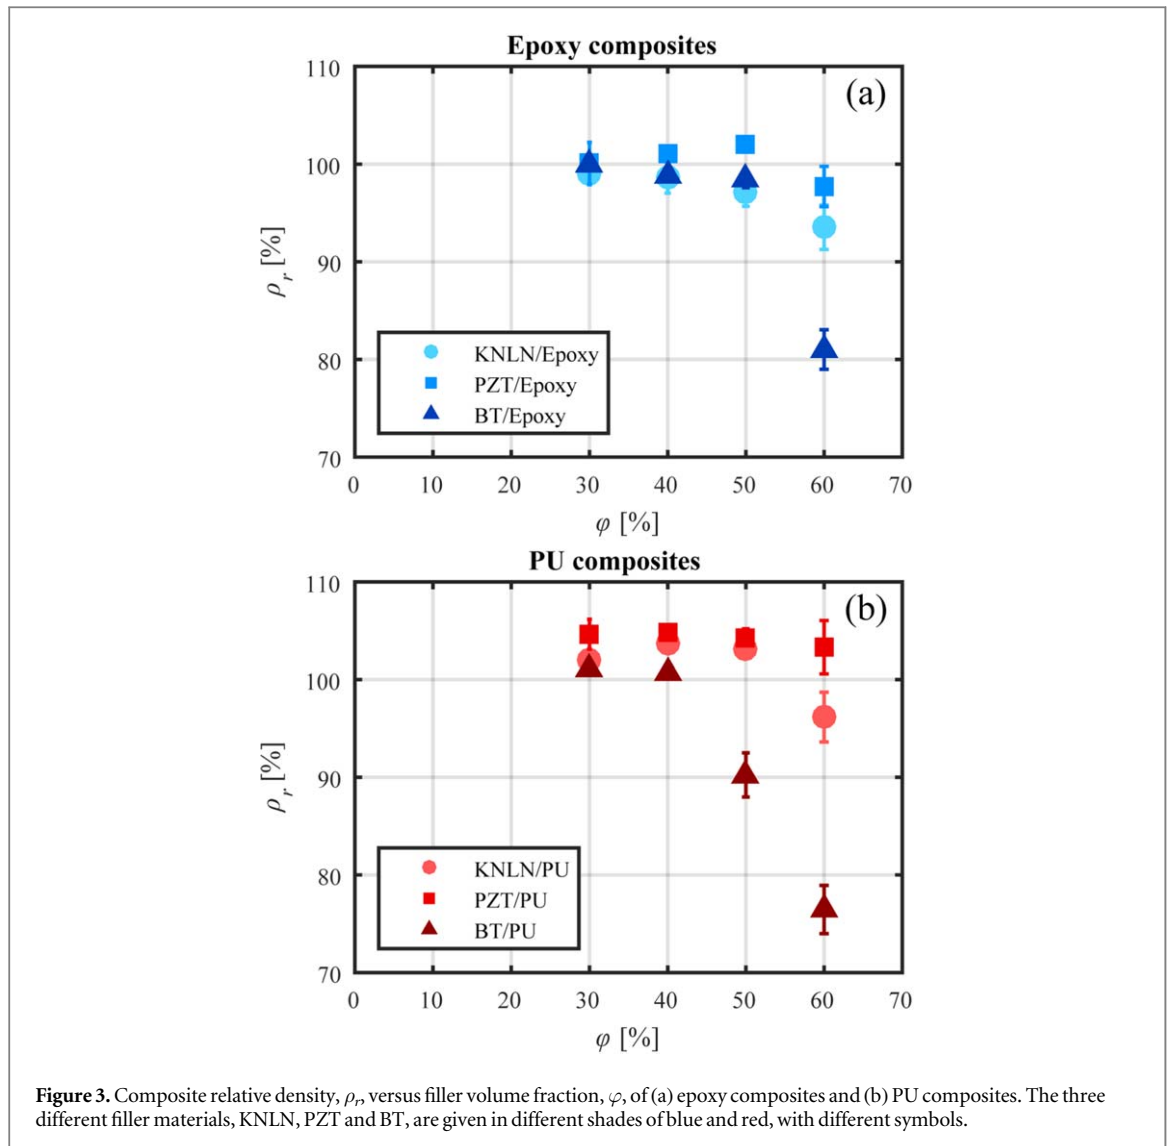 Epoxy composites
(a)
110
100
90
80
70
ρr [%]
KNLN/Epoxy
PZT/Epoxy
BT/Epoxy
0 10 20 30 40 50 60 70
φ [%]
PU composites
(b)
110
100
90
80
70
ρr [%]
KNLN/PU
PZT/PU
BT/PU
0 10 20 30 40 50 60 70
φ [%]
Figure 3. Composite relative density, ρr, versus filler volume fraction, φ, of (a) epoxy composites and (b) PU composites. The three
different filler materials, KNLN, PZT and BT, are given in different shades of blue and red, with different symbols.